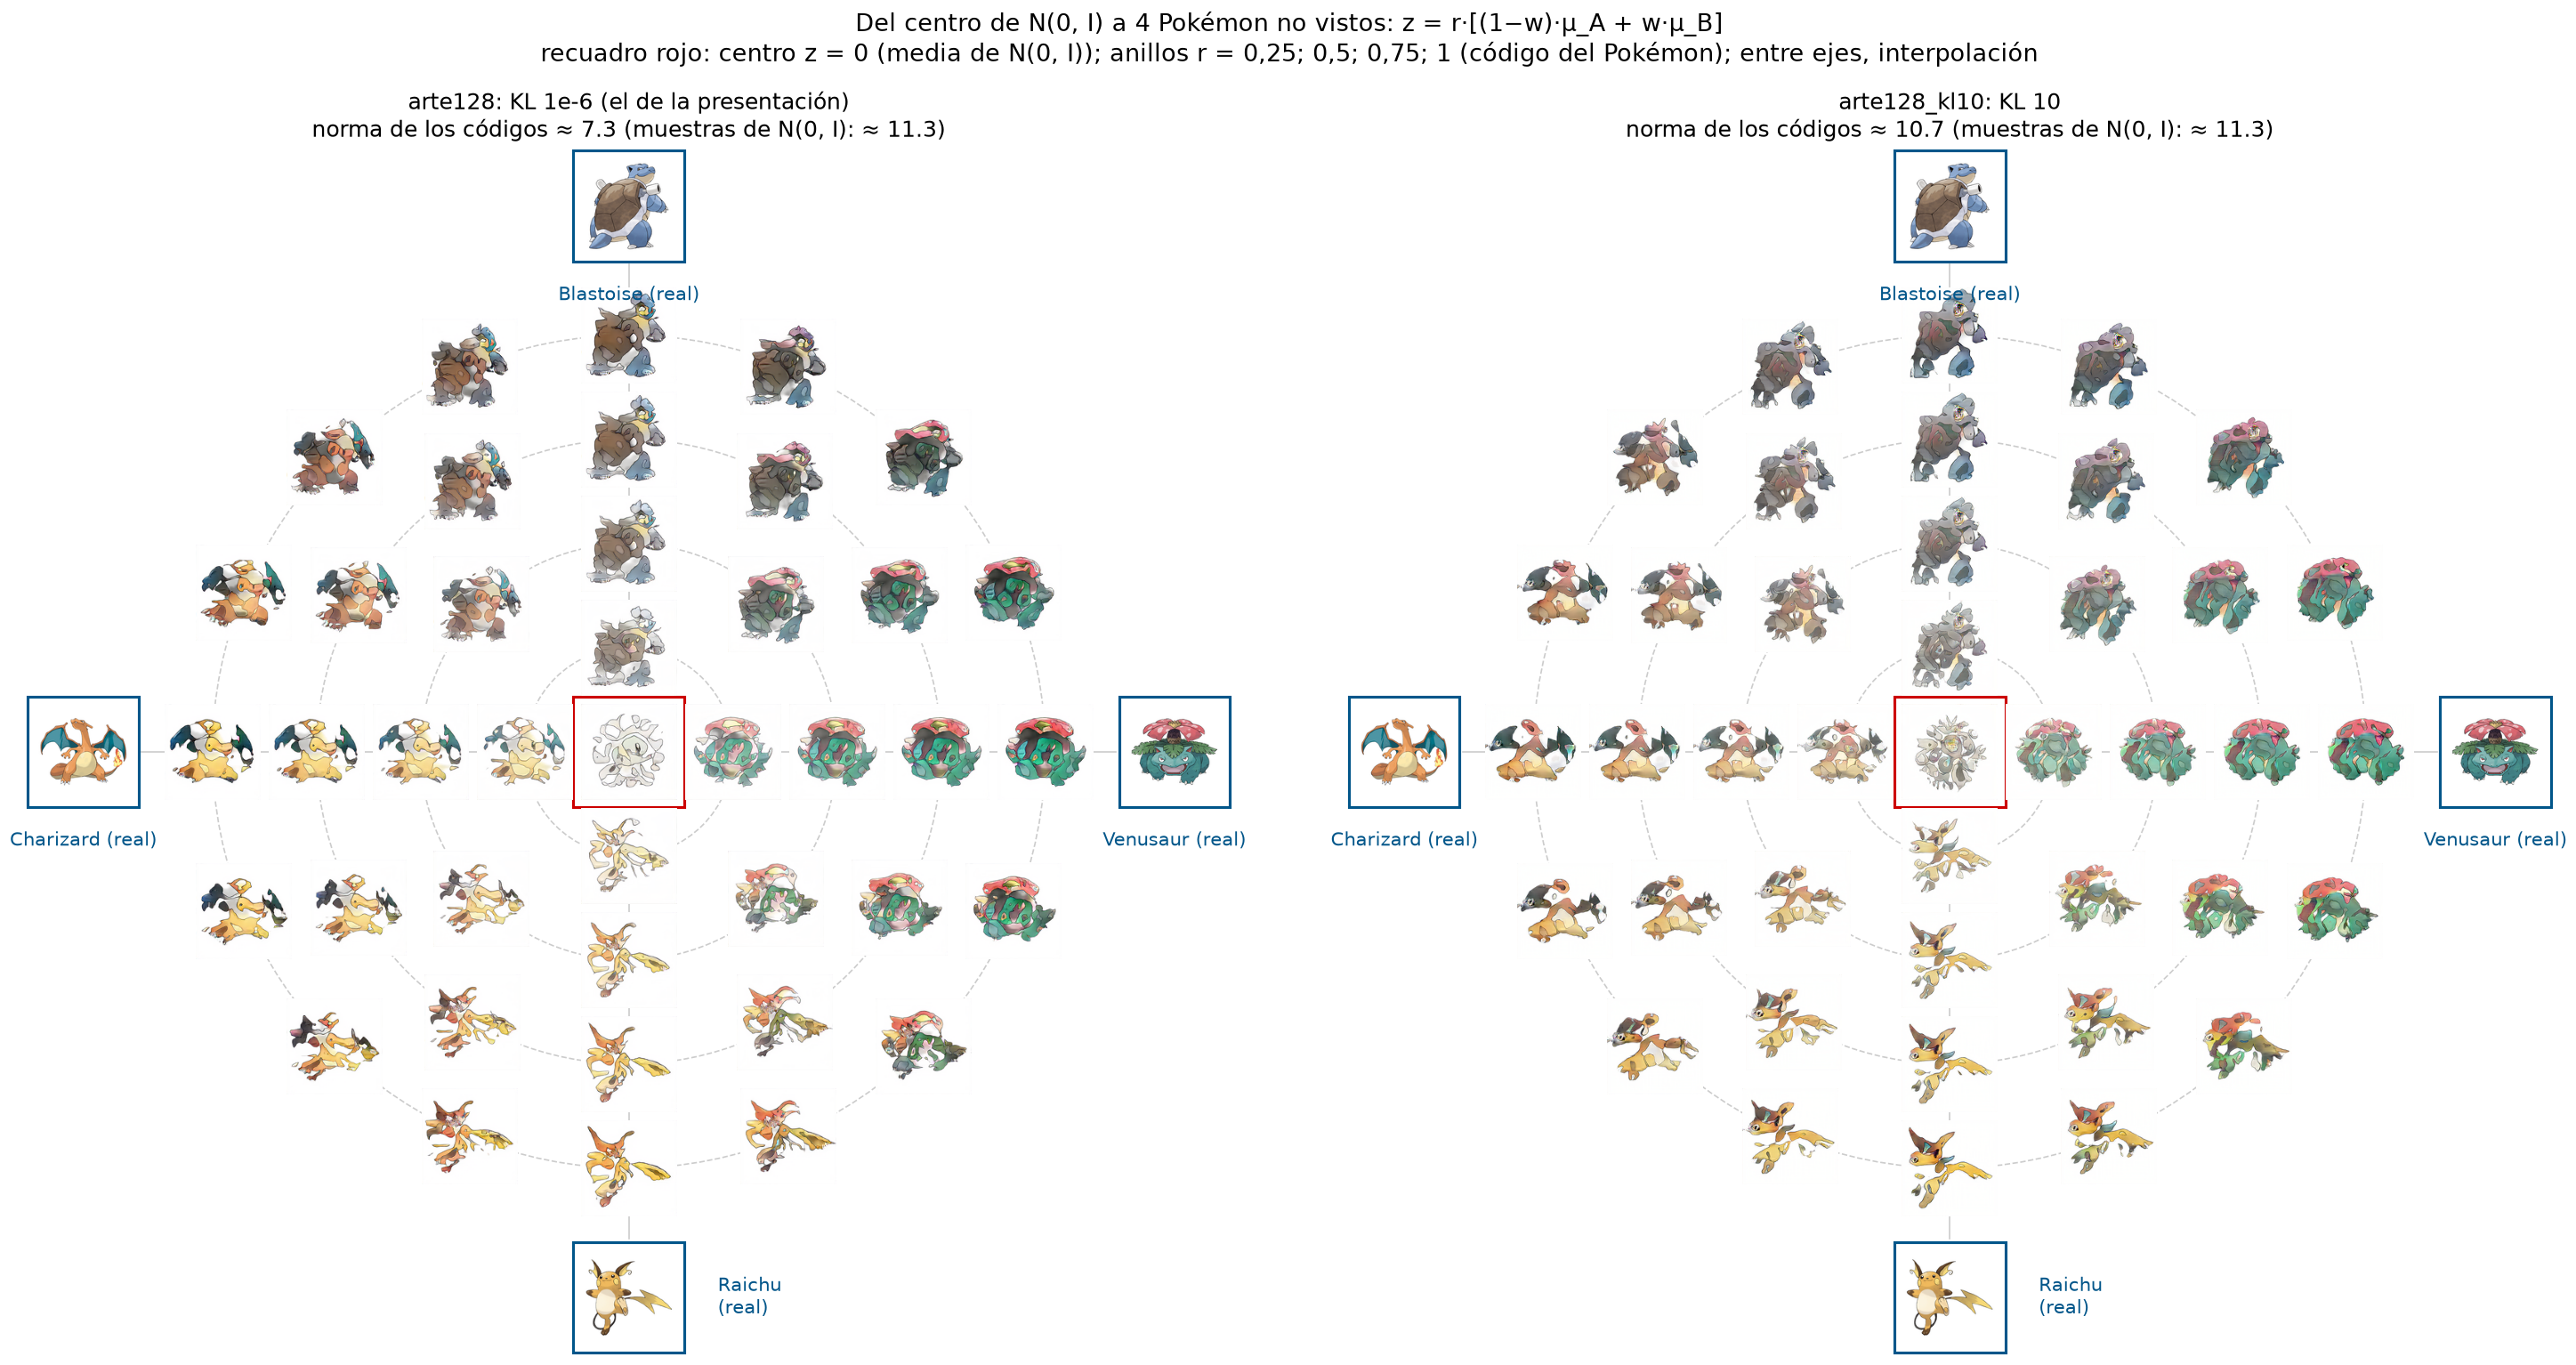 Del centro de N(0, I) a 4 Pokémon no vistos: z = r·[(1−w)·μ_A + w·μ_B]
recuadro rojo: centro z = 0 (media de N(0, I)); anillos r = 0,25; 0,5; 0,75; 1 (código del Pokémon); entre ejes, interpolación
arte128: KL 1e-6 (el de la presentación)
norma de los códigos ≈ 7.3 (muestras de N(0, I): ≈ 11.3)
Blastoise (real)
Charizard (real)
Venusaur (real)
Raichu
(real)
arte128_kl10: KL 10
norma de los códigos ≈ 10.7 (muestras de N(0, I): ≈ 11.3)
Blastoise (real)
Charizard (real)
Venusaur (real)
Raichu
(real)